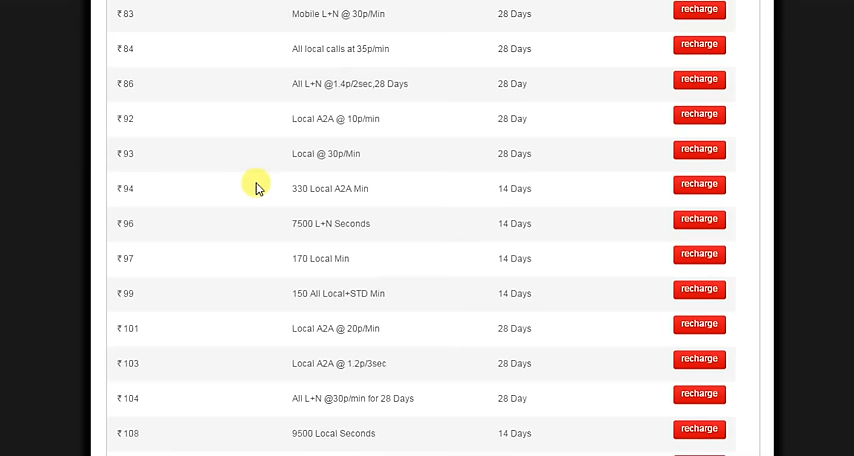 ₹83 Mobile L+N @ 30p/Min 28 Days recharge
₹84 All local calls at 35p/min 28 Days recharge
₹86 All L+N @1.4p/2sec,28 Days 28 Day recharge
₹92 Local A2A @ 10p/min 28 Day recharge
₹93 Local @ 30p/Min 28 Days recharge
₹94 330 Local A2A Min 14 Days recharge
₹96 7500 L+N Seconds 14 Days recharge
₹97 170 Local Min 14 Days recharge
₹99 150 All Local+STD Min 14 Days recharge
₹101 Local A2A @ 20p/Min 28 Days recharge
₹103 Local A2A @ 1.2p/3sec 28 Days recharge
₹104 All L+N @30p/min for 28 Days 28 Day recharge
₹108 9500 Local Seconds 14 Days recharge